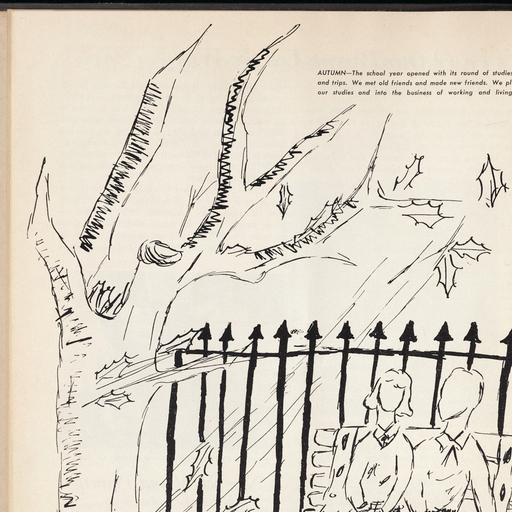 AUTUMN—The school year opened with its round of studies
and trips. We met old friends and made new friends. We
our studies and into the business of working and living